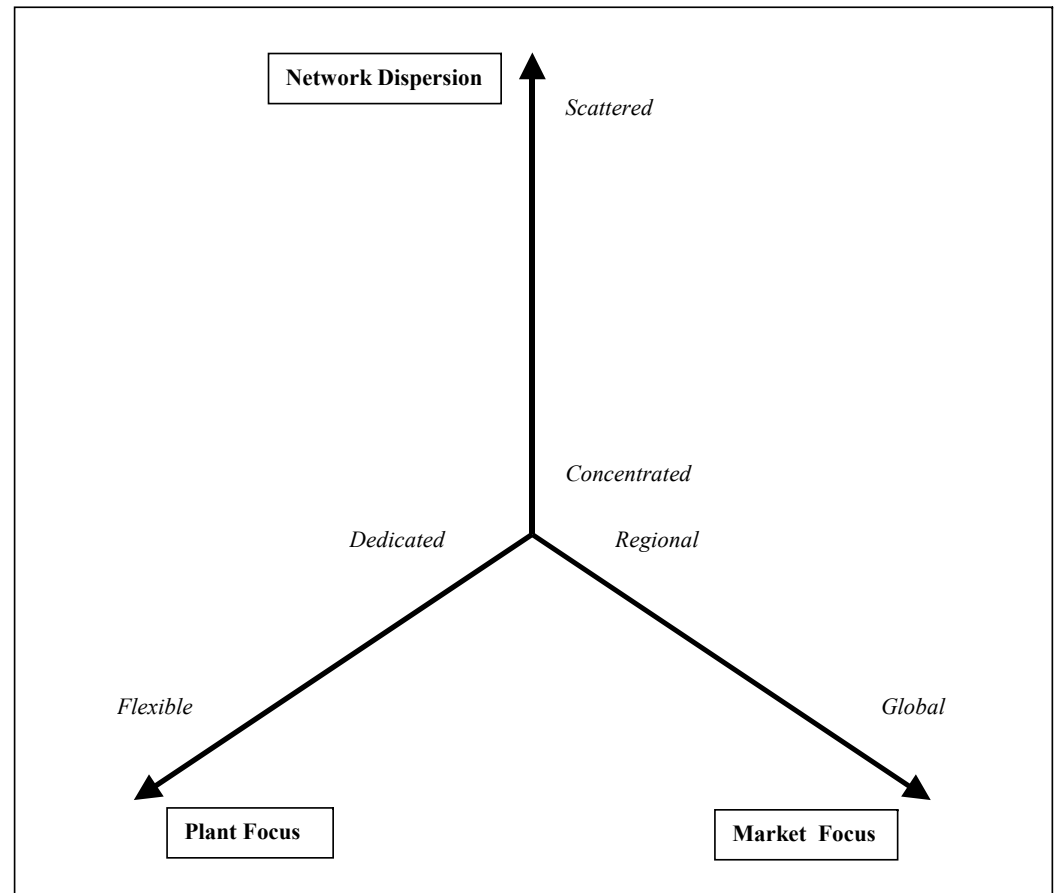 Network Dispersion
Scattered
Concentrated
Dedicated
Regional
Flexible
Global
Plant Focus
Market Focus